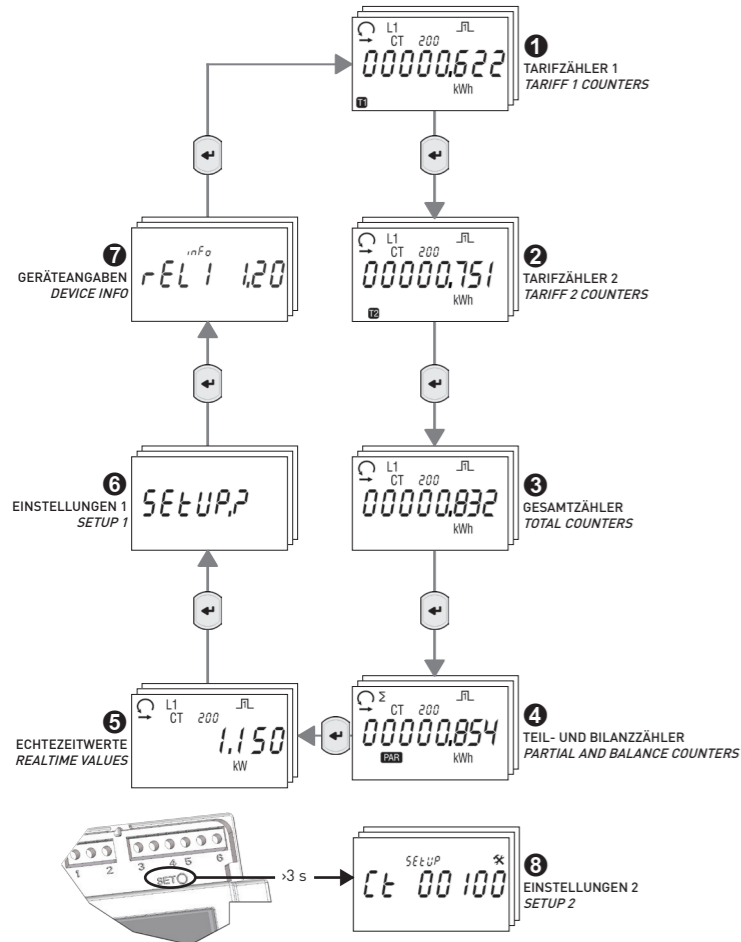 L1
CT 200
00000,622
kWh
T1
1
TARIFZÄHLER 1
TARIFF 1 COUNTERS
L1
CT 200
00000,751
kWh
T2
2
TARIFZÄHLER 2
TARIFF 2 COUNTERS
L1
CT 200
00000,832
kWh
3
GESAMTZÄHLER
TOTAL COUNTERS
Σ
CT 200
00000,854
PAR kWh
4
TEIL- UND BILANZZÄHLER
PARTIAL AND BALANCE COUNTERS
L1
CT 200
1.150
kW
5
ECHTEZEITWERTE
REALTIME VALUES
SEtUP.?
6
EINSTELLUNGEN 1
SETUP 1
inFo
rEL 1 1,20
7
GERÄTEANGABEN
DEVICE INFO
1 2 3 4 5 6
SET
>3 s
SEtUP
Ct 00100
8
EINSTELLUNGEN 2
SETUP 2